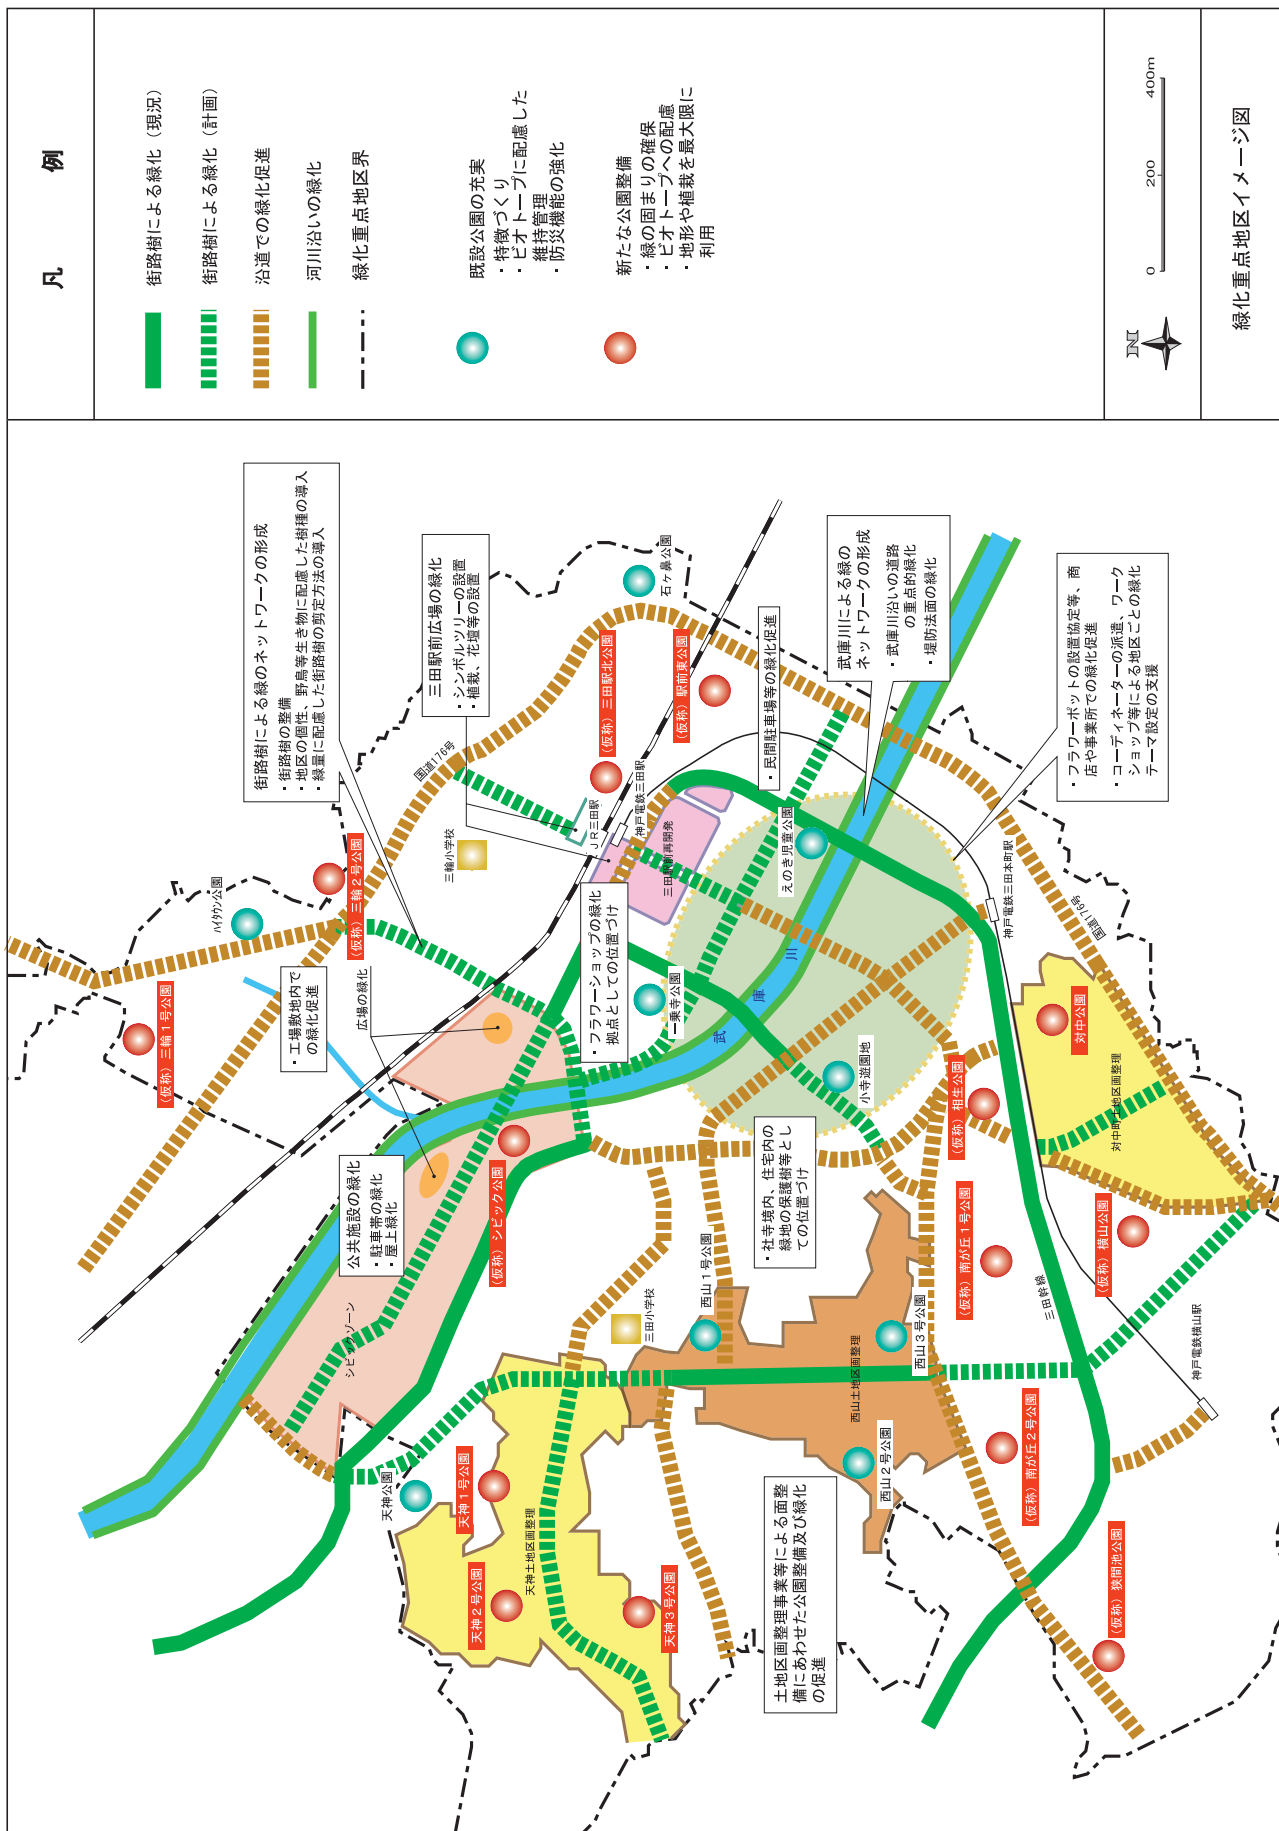 凡　例
街路樹による緑化（現況）
街路樹による緑化（計画）
沿道での緑化促進
河川沿いの緑化
緑化重点地区界
既設公園の充実
・特徴づくり
・ビオトープに配慮した
維持管理
・防災機能の強化
新たな公園整備
・緑の固まりの確保
・ビオトープへの配慮
・地形や植栽を最大限に
利用
N
0　200　400m
緑化重点地区イメージ図
街路樹による緑のネットワークの形成
・街路樹の整備
・地区の個性、野鳥等生き物に配慮した樹種の導入
・緑量に配慮した街路樹の剪定方法の導入
三田駅前広場の緑化
・シンボルツリーの設置
・植栽、花壇等の設置
石ヶ鼻公園
（仮称）三田駅北公園
（仮称）駅前東公園
・民間駐車場等の緑化促進
武庫川による緑の
ネットワークの形成
・武庫川沿いの道路
の重点的緑化
・堤防法面の緑化
・フラワーポットの設置協定等、商
店や事業所での緑化促進
・コーディネーターの派遣、ワーク
ショップ等による地区ごとの緑化
テーマ設定の支援
国道176号
三輪小学校
JR三田駅
神戸電鉄三田駅
三田駅前再開発
えのき児童公園
神戸電鉄三田本町駅
国道176号
ハイタウン公園
（仮称）三輪２号公園
（仮称）三輪１号公園
・工場敷地内で
の緑化促進
広場の緑化
・フラワーショップの緑化
拠点としての位置づけ
一乗寺公園
武
庫
川
小寺遊園地
（仮称）相生公園
対中公園
対中町土地区画整理
公共施設の緑化
・駐車帯の緑化
・屋上緑化
（仮称）シビック公園
シビックゾーン
・社寺境内、住宅内の
緑地の保護樹等とし
ての位置づけ
（仮称）南が丘１号公園
（仮称）横山公園
三田幹線
神戸電鉄横山駅
三田小学校
西山１号公園
西山３号公園
西山土地区画整理
西山２号公園
（仮称）南が丘２号公園
天神公園
天神１号公園
天神２号公園
天神土地区画整理
天神３号公園
土地区画整理事業等による面整
備にあわせた公園整備及び緑化
の促進
（仮称）狭間池公園